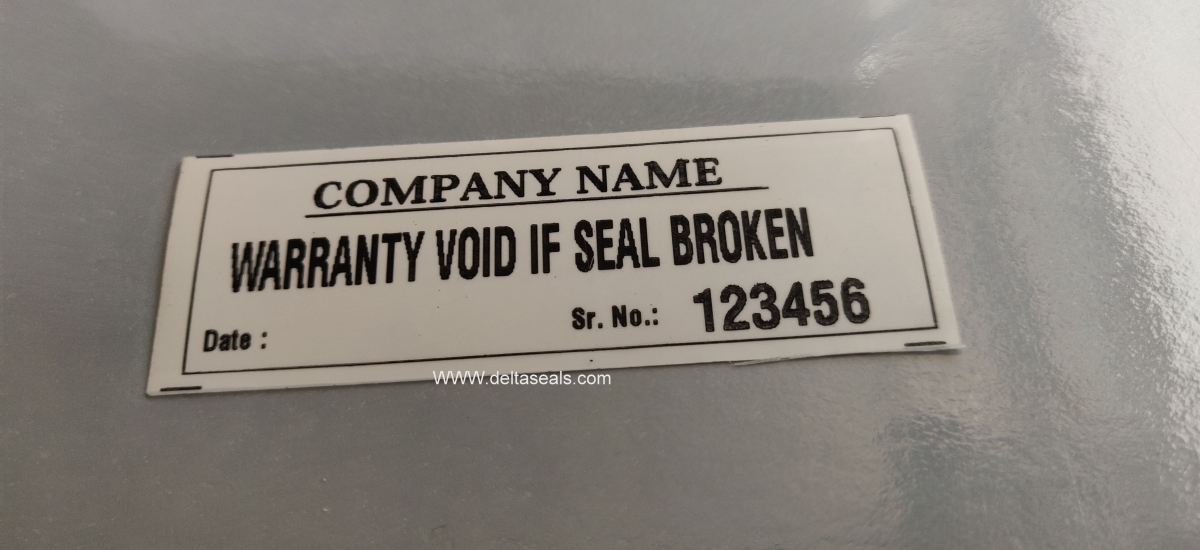 COMPANY NAME
WARRANTY VOID IF SEAL BROKEN
Sr. No.: 123456
Date :
WWW.deltaseals.com